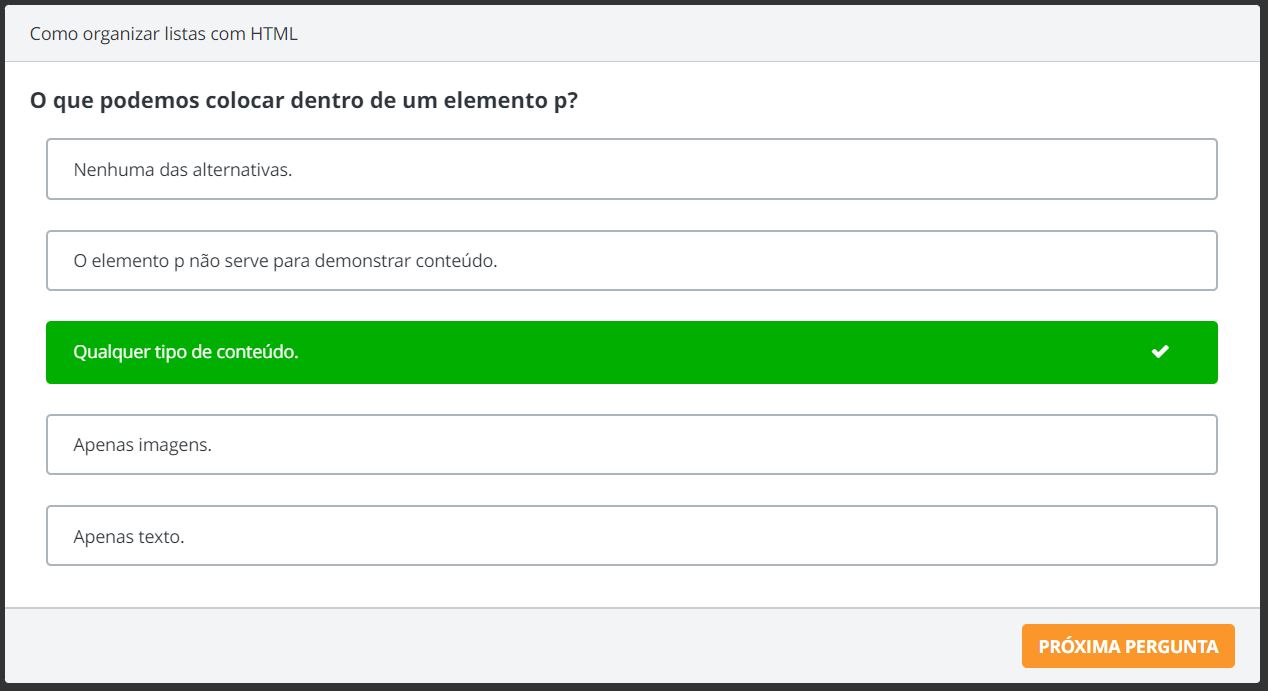 Como organizar listas com HTML
O que podemos colocar dentro de um elemento p?
Nenhuma das alternativas.
O elemento p não serve para demonstrar conteúdo.
Qualquer tipo de conteúdo.
Apenas imagens.
Apenas texto.
PRÓXIMA PERGUNTA